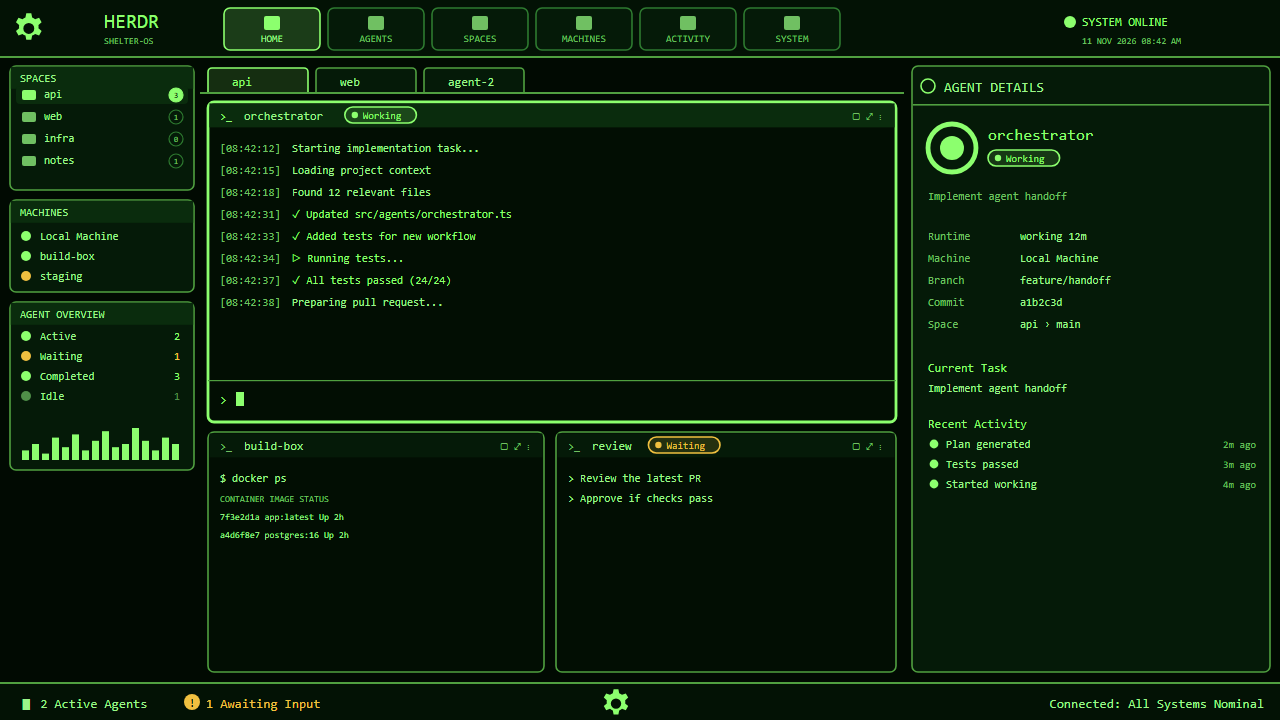 HERDR
SHELTER-OS
HOME
AGENTS
SPACES
MACHINES
ACTIVITY
SYSTEM
SYSTEM ONLINE
11 NOV 2026 08:42 AM
SPACES
api 3
web 1
infra 0
notes 1
MACHINES
Local Machine
build-box
staging
AGENT OVERVIEW
Active 2
Waiting 1
Completed 3
Idle 1
api
web
agent-2
>_ orchestrator Working
[08:42:12] Starting implementation task...
[08:42:15] Loading project context
[08:42:18] Found 12 relevant files
[08:42:31] ✓ Updated src/agents/orchestrator.ts
[08:42:33] ✓ Added tests for new workflow
[08:42:34] ▷ Running tests...
[08:42:37] ✓ All tests passed (24/24)
[08:42:38] Preparing pull request...
>
>_ build-box
$ docker ps
CONTAINER IMAGE STATUS
7f3e2d1a app:latest Up 2h
a4d6f8e7 postgres:16 Up 2h
>_ review Waiting
> Review the latest PR
> Approve if checks pass
AGENT DETAILS
orchestrator
Working
Implement agent handoff
Runtime working 12m
Machine Local Machine
Branch feature/handoff
Commit a1b2c3d
Space api › main
Current Task
Implement agent handoff
Recent Activity
Plan generated 2m ago
Tests passed 3m ago
Started working 4m ago
2 Active Agents
! 1 Awaiting Input
Connected: All Systems Nominal